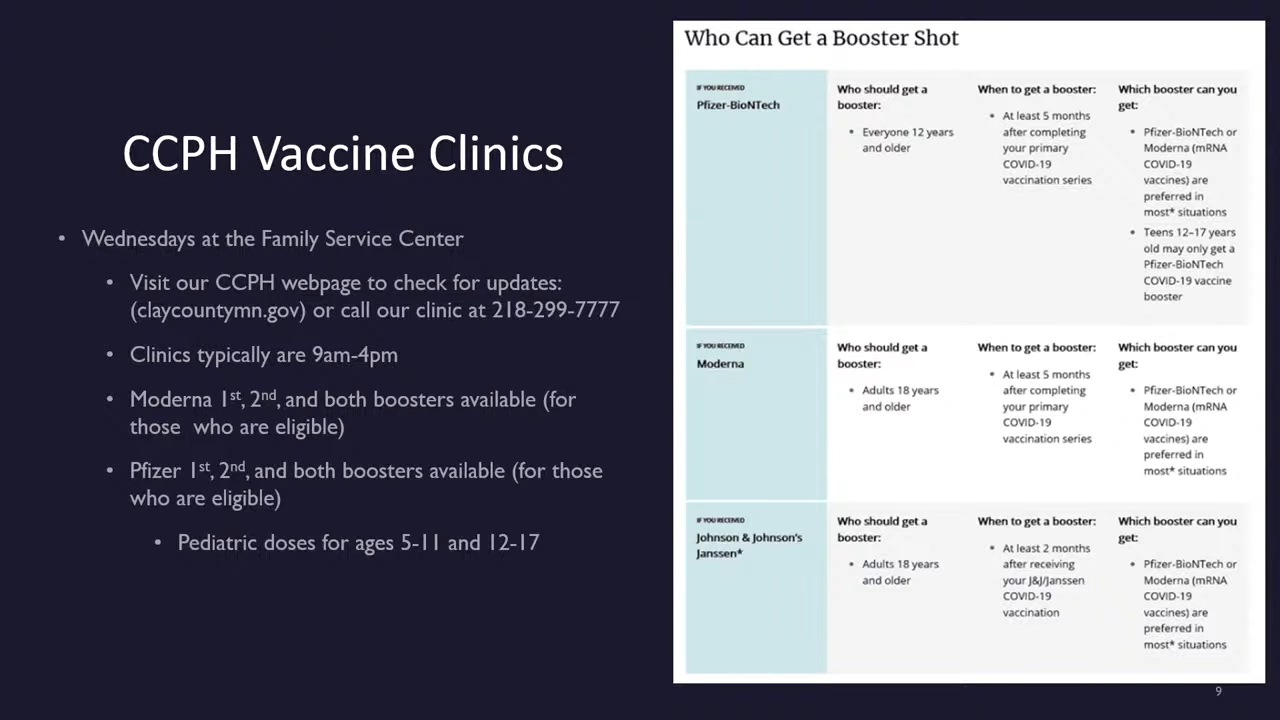 CCPH Vaccine Clinics
• Wednesdays at the Family Service Center
• Visit our CCPH webpage to check for updates:
(claycountymn.gov) or call our clinic at 218-299-7777
• Clinics typically are 9am-4pm
• Moderna 1st, 2nd, and both boosters available (for
those who are eligible)
• Pfizer 1st, 2nd, and both boosters available (for those
who are eligible)
• Pediatric doses for ages 5-11 and 12-17
Who Can Get a Booster Shot
IF YOU RECEIVED
Pfizer-BioNTech
Who should get a
booster:
• Everyone 12 years
and older
When to get a booster:
• At least 5 months
after completing
your primary
COVID-19
vaccination series
Which booster can you
get:
• Pfizer-BioNTech or
Moderna (mRNA
COVID-19
vaccines) are
preferred in
most* situations
• Teens 12–17 years
old may only get a
Pfizer-BioNTech
COVID-19 vaccine
booster
IF YOU RECEIVED
Moderna
Who should get a
booster:
• Adults 18 years
and older
When to get a booster:
• At least 5 months
after completing
your primary
COVID-19
vaccination series
Which booster can you
get:
• Pfizer-BioNTech or
Moderna (mRNA
COVID-19
vaccines) are
preferred in
most* situations
IF YOU RECEIVED
Johnson & Johnson's
Janssen*
Who should get a
booster:
• Adults 18 years
and older
When to get a booster:
• At least 2 months
after receiving
your J&J/Janssen
COVID-19
vaccination
Which booster can you
get:
• Pfizer-BioNTech or
Moderna (mRNA
COVID-19
vaccines) are
preferred in
most* situations
9